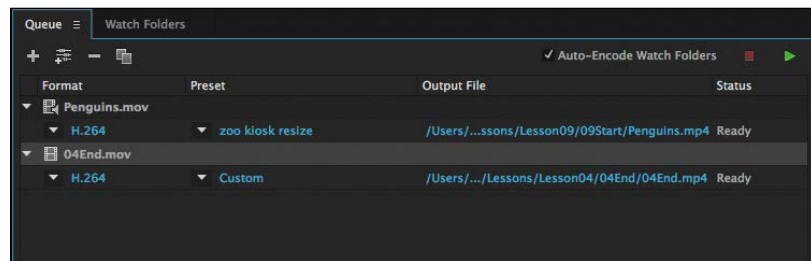 Queue Watch Folders
Auto-Encode Watch Folders
Format Preset Output File Status
Penguins.mov
H.264 zoo kiosk resize /Users/...ssons/Lesson09/09Start/Penguins.mp4 Ready
04End.mov
H.264 Custom /Users/.../Lessons/Lesson04/04End/04End.mp4 Ready